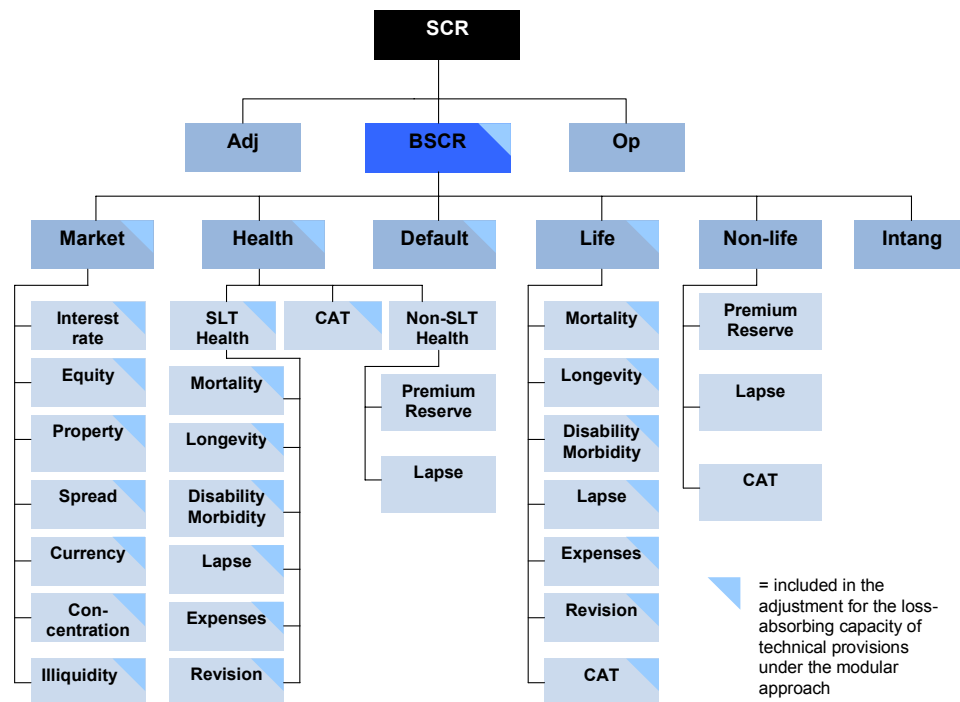 SCR
Adj
BSCR
Op
Market
Health
Default
Life
Non-life
Intang
Interest
rate
Equity
Property
Spread
Currency
Con-
centration
Illiquidity
SLT
Health
CAT
Non-SLT
Health
Mortality
Longevity
Disability
Morbidity
Lapse
Expenses
Revision
Premium
Reserve
Lapse
Mortality
Longevity
Disability
Morbidity
Lapse
Expenses
Revision
CAT
Premium
Reserve
Lapse
CAT
= included in the
adjustment for the loss-
absorbing capacity of
technical provisions
under the modular
approach